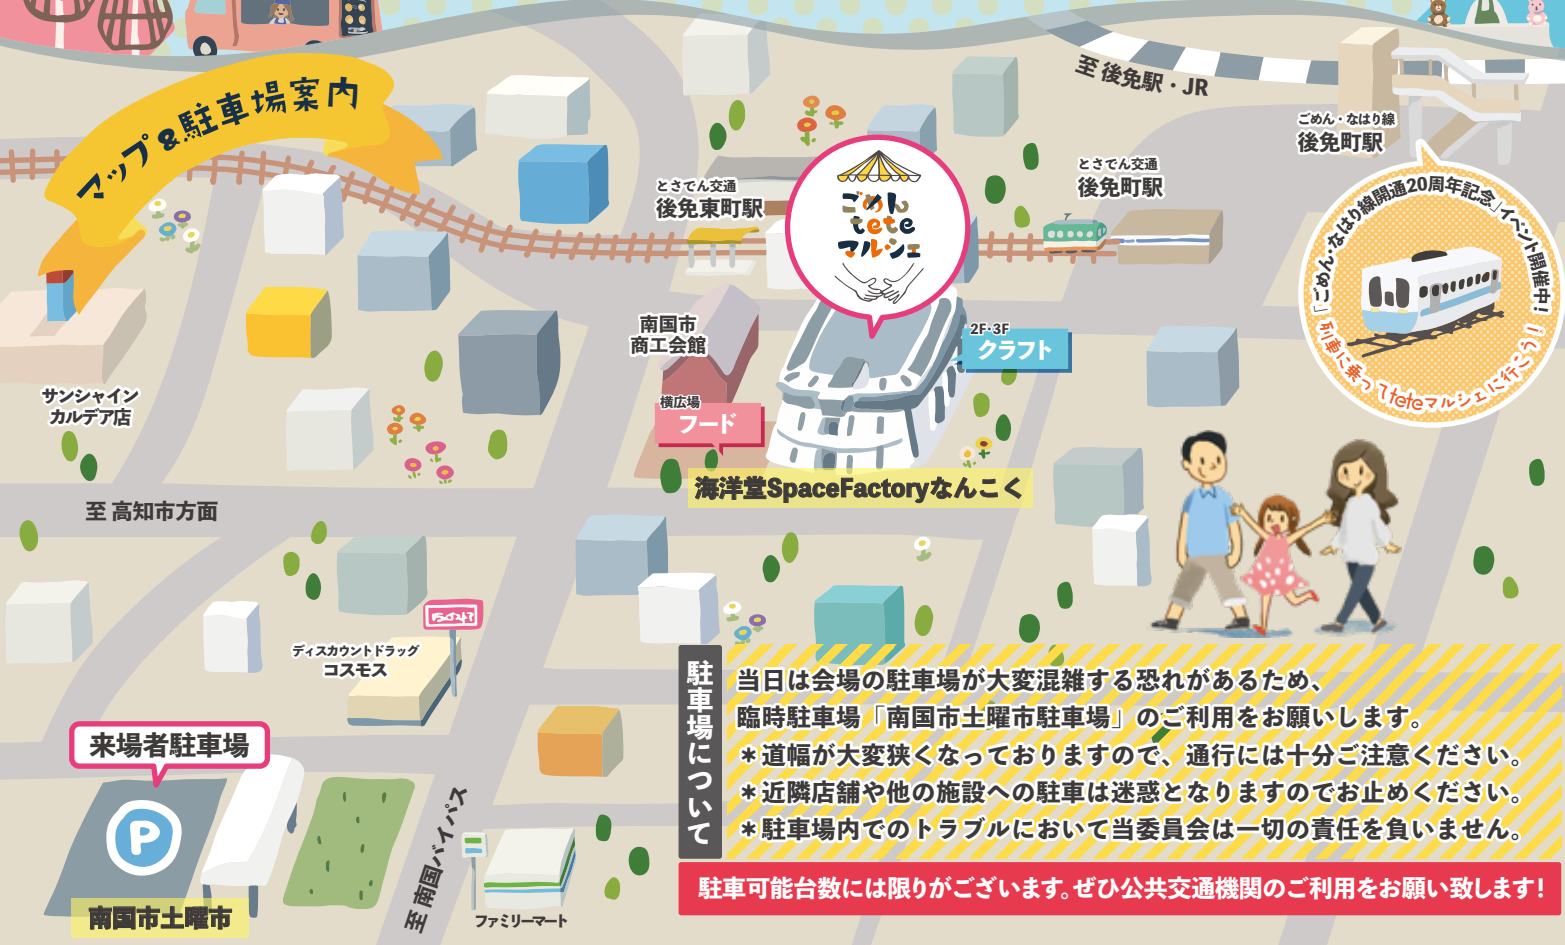 マップ&駐車場案内
至 後免駅・JR
ごめん・なはり線
後免町駅
とさでん交通
後免町駅
とさでん交通
後免東町駅
ごめん
tete
マルシェ
「ごめん・なはり線開通20周年記念」イベント開催中!
列車に乗ってteteマルシェに行こう!
南国市
商工会館
2F・3F
クラフト
横広場
フード
海洋堂SpaceFactoryなんこく
サンシャイン
カルデア店
至 高知市方面
ディスカウントドラッグ
コスモス
来場者駐車場
P
南国市土曜市
至 南国バイパス
ファミリーマート
駐車場について
当日は会場の駐車場が大変混雑する恐れがあるため、
臨時駐車場「南国市土曜市駐車場」のご利用をお願いします。
＊道幅が大変狭くなっておりますので、通行には十分ご注意ください。
＊近隣店舗や他の施設への駐車は迷惑となりますのでお止めください。
＊駐車場内でのトラブルにおいて当委員会は一切の責任を負いません。
駐車可能台数には限りがございます。ぜひ公共交通機関のご利用をお願い致します!